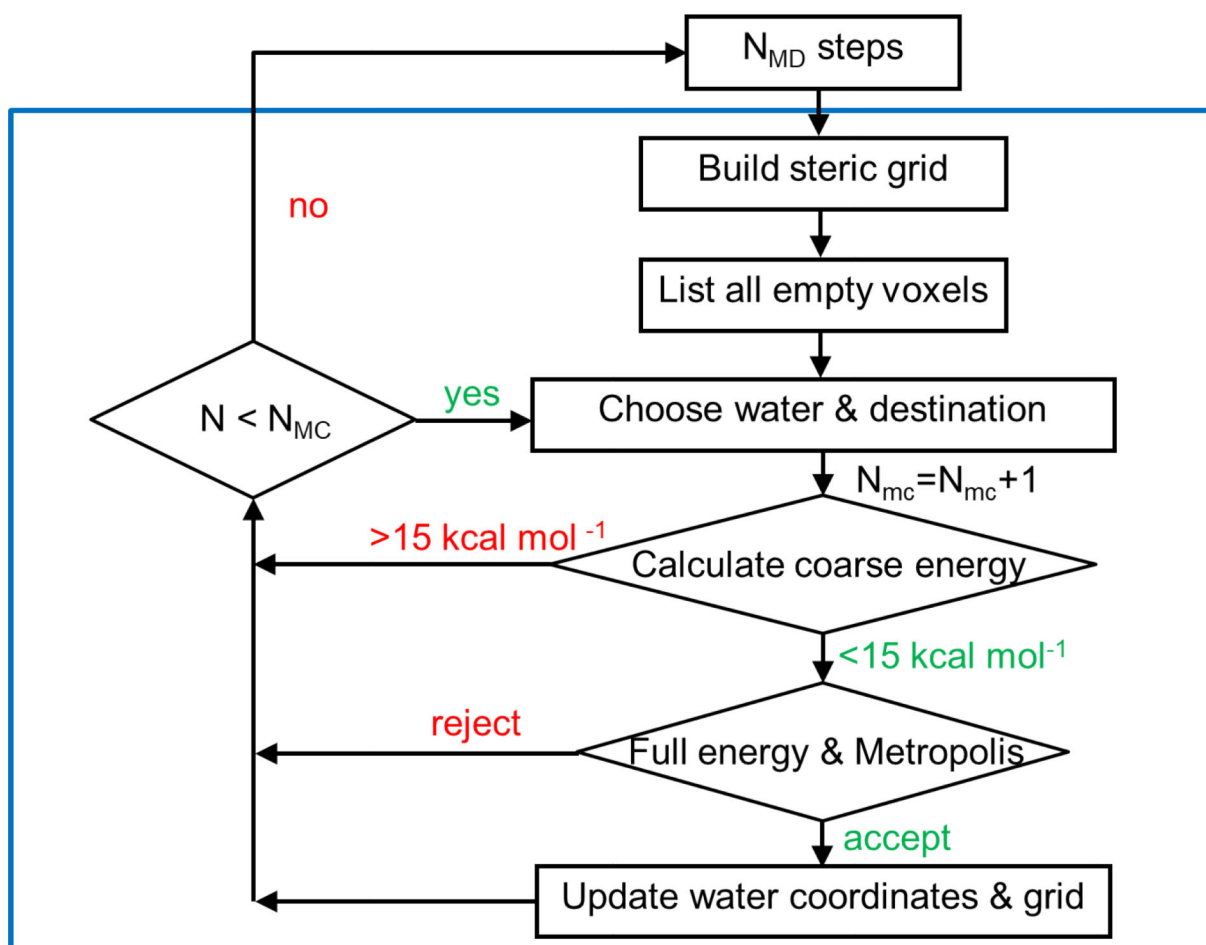 N_MD steps
Build steric grid
no
List all empty voxels
yes
Choose water & destination
N < N_MC
N_mc=N_mc+1
>15 kcal mol⁻¹
Calculate coarse energy
<15 kcal mol⁻¹
reject
Full energy & Metropolis
accept
Update water coordinates & grid